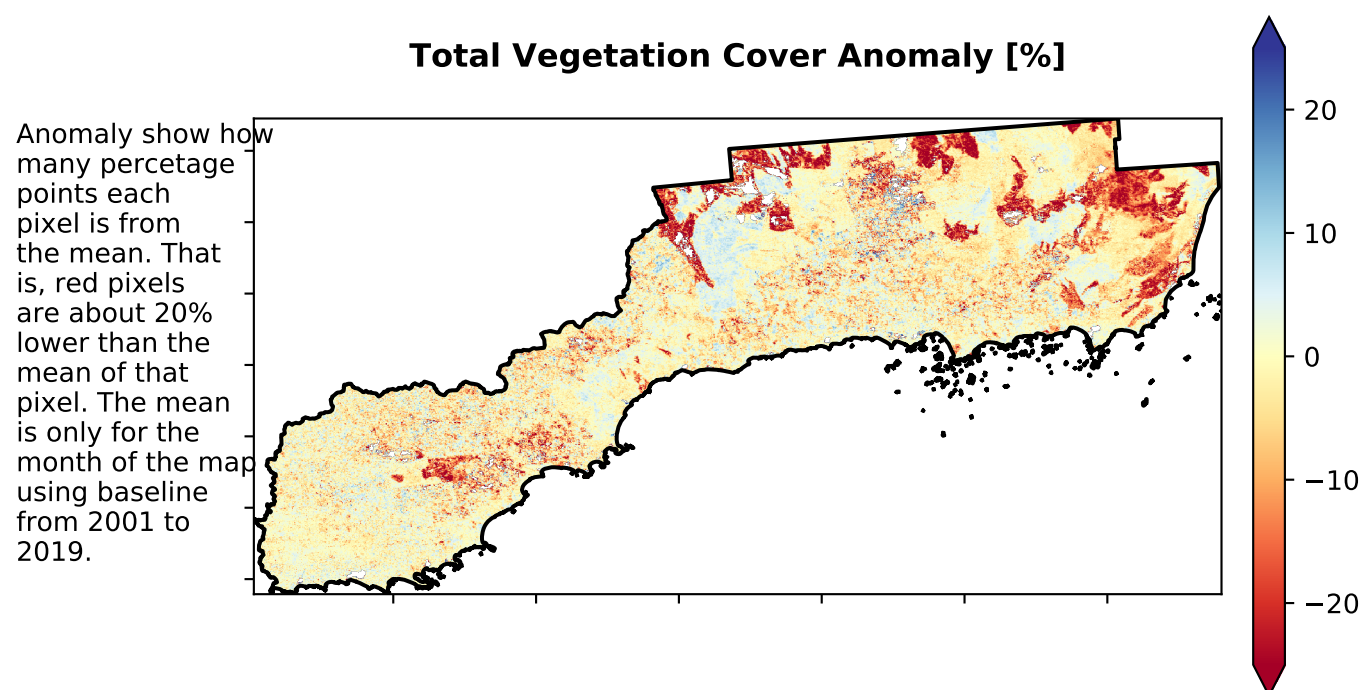 Total Vegetation Cover Anomaly [%]
Anomaly show how
many percetage
points each
pixel is from
the mean. That
is, red pixels
are about 20%
lower than the
mean of that
pixel. The mean
is only for the
month of the map
using baseline
from 2001 to
2019.
20
10
0
−10
−20